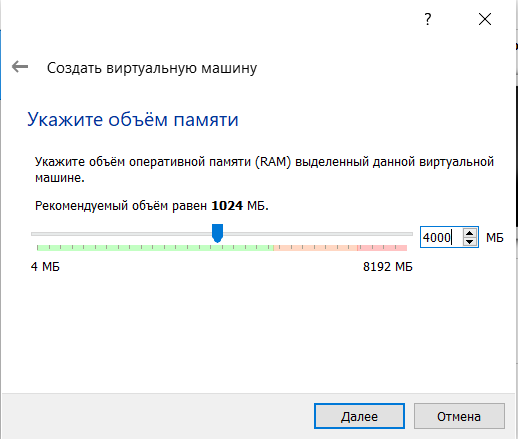 ?
Создать виртуальную машину
Укажите объём памяти
Укажите объём оперативной памяти (RAM) выделенный данной виртуальной
машине.
Рекомендуемый объём равен 1024 МБ.
4000 МБ
4 МБ 8192 МБ
Далее Отмена